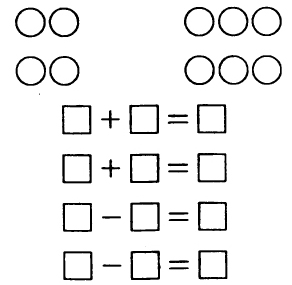 □ + □ = □
□ + □ = □
□ − □ = □
□ − □ = □